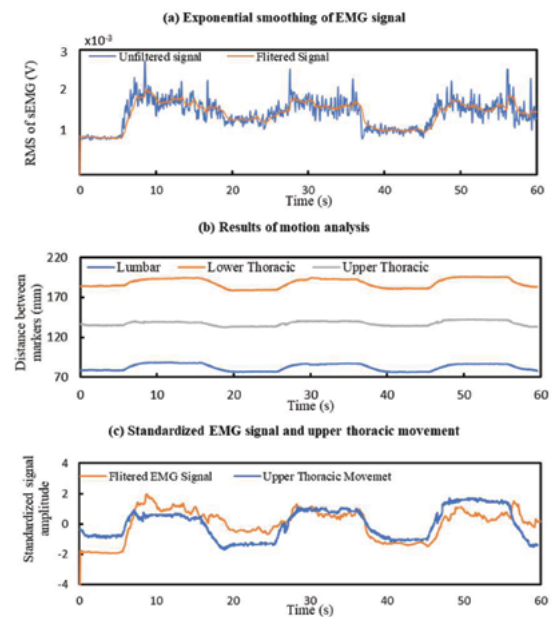 (a) Exponential smoothing of EMG signal
x10⁻³
Unfiltered signal
Fltered Signal
RMS of sEMG (V)
3
2
1
0 10 20 30 40 50 60
Time (s)
(b) Results of motion analysis
220
Lumbar
Lower Thoracic
Upper Thoracic
Distance between
markers (mm)
170
120
70
0 10 20 30 40 50 60
Time (s)
(c) Standardized EMG signal and upper thoracic movement
4
Fltered EMG Signal
Upper Thoracic Movemet
Standardized signal
amplitude
2
0
-2
-4
0 10 20 30 40 50 60
Time (s)